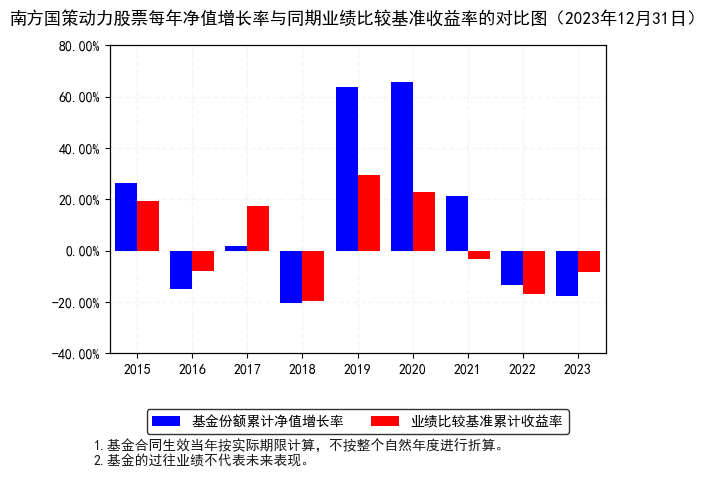 南方国策动力股票每年净值增长率与同期业绩比较基准收益率的对比图（2023年12月31日）
80.00%
60.00%
40.00%
20.00%
0.00%
-20.00%
-40.00%
2015 2016 2017 2018 2019 2020 2021 2022 2023
基金份额累计净值增长率 业绩比较基准累计收益率
1.基金合同生效当年按实际期限计算，不按整个自然年度进行折算。
2.基金的过往业绩不代表未来表现。